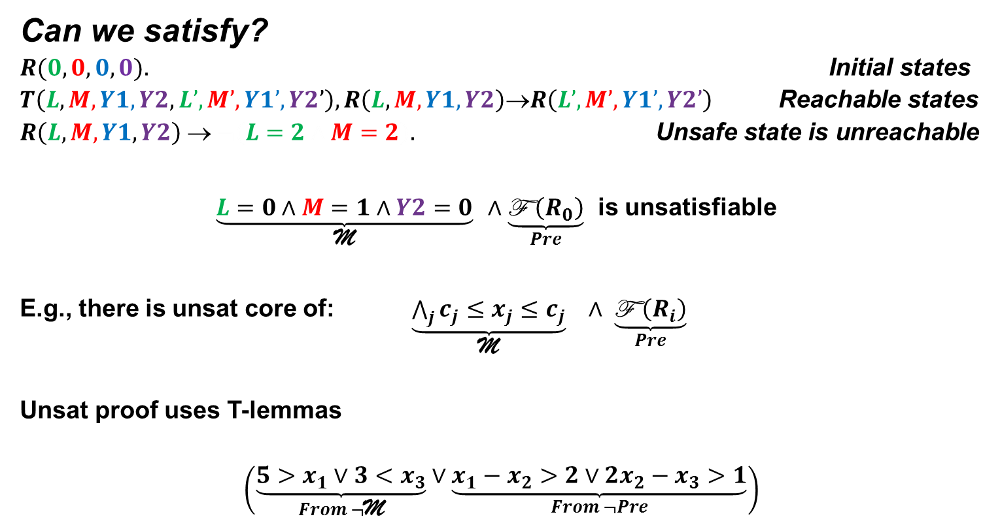 Can we satisfy?
R(0, 0, 0, 0). Initial states
T(L, M, Y1, Y2, L’, M’, Y1’, Y2’), R(L, M, Y1, Y2)→R(L’, M’, Y1’, Y2’) Reachable states
R(L, M, Y1, Y2) → L = 2 M = 2 . Unsafe state is unreachable
L = 0 ∧ M = 1 ∧ Y2 = 0 ∧ ℱ(R₀) is unsatisfiable
ℳ Pre
E.g., there is unsat core of: ⋀ⱼ cⱼ ≤ xⱼ ≤ cⱼ ∧ ℱ(Rᵢ)
ℳ Pre
Unsat proof uses T-lemmas
(5 > x₁ ∨ 3 < x₃ ∨ x₁ − x₂ > 2 ∨ 2x₂ − x₃ > 1)
From ¬ℳ From ¬Pre